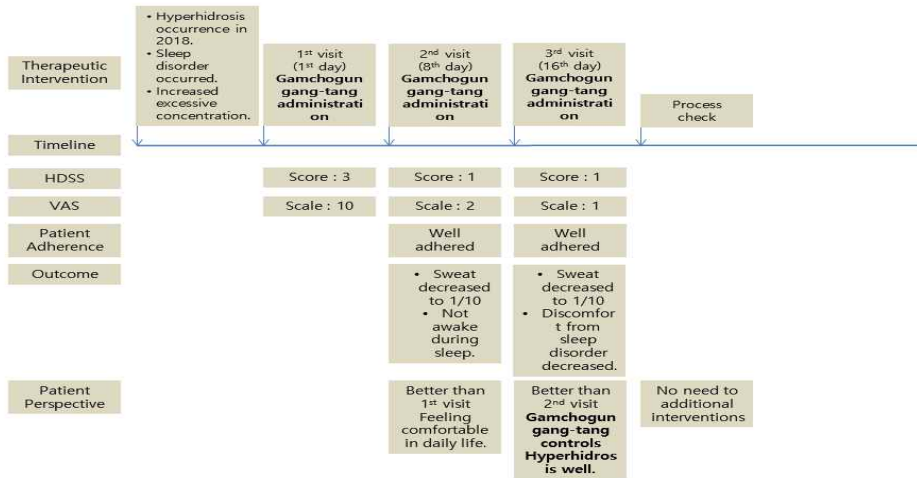 Therapeutic
Intervention
• Hyperhidrosis
occurrence in
2018.
• Sleep
disorder
occurred.
• Increased
excessive
concentration.
1st visit
(1st day)
Gamchogun
gang-tang
administrati
on
2nd visit
(8th day)
Gamchogun
gang-tang
administrati
on
3rd visit
(16th day)
Gamchogun
gang-tang
administrati
on
Process
check
Timeline
HDSS
Score : 3
Score : 1
Score : 1
VAS
Scale : 10
Scale : 2
Scale : 1
Patient
Adherence
Well
adhered
Well
adhered
Outcome
• Sweat
decreased
to 1/10
• Not
awake
during
sleep.
• Sweat
decreased
to 1/10
• Discomfor
t from
sleep
disorder
decreased.
Patient
Perspective
Better than
1st visit
Feeling
comfortable
in daily life.
Better than
2nd visit
Gamchogun
gang-tang
controls
Hyperhidros
is well.
No need to
additional
interventions